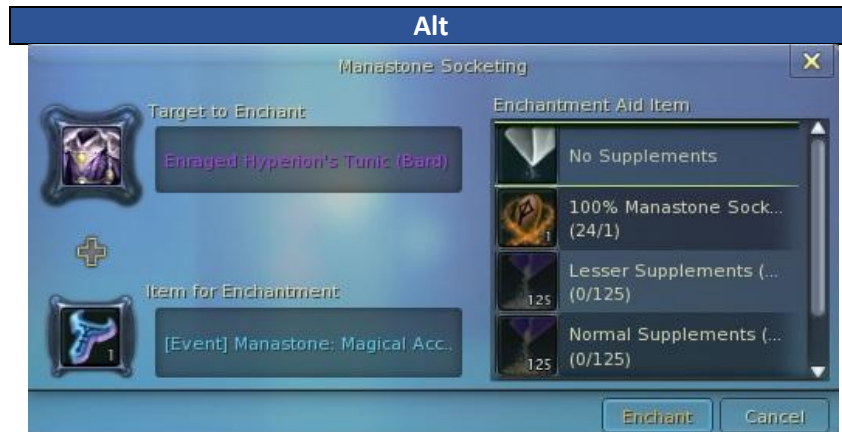 Alt
Manastone Socketing
Target to Enchant
Enraged Hyperion's Tunic (Bard)
Item for Enchantment
1
[Event] Manastone: Magical Acc..
Enchantment Aid Item
No Supplements
1
100% Manastone Sock...
(24/1)
125
Lesser Supplements (...
(0/125)
125
Normal Supplements (...
(0/125)
Enchant
Cancel